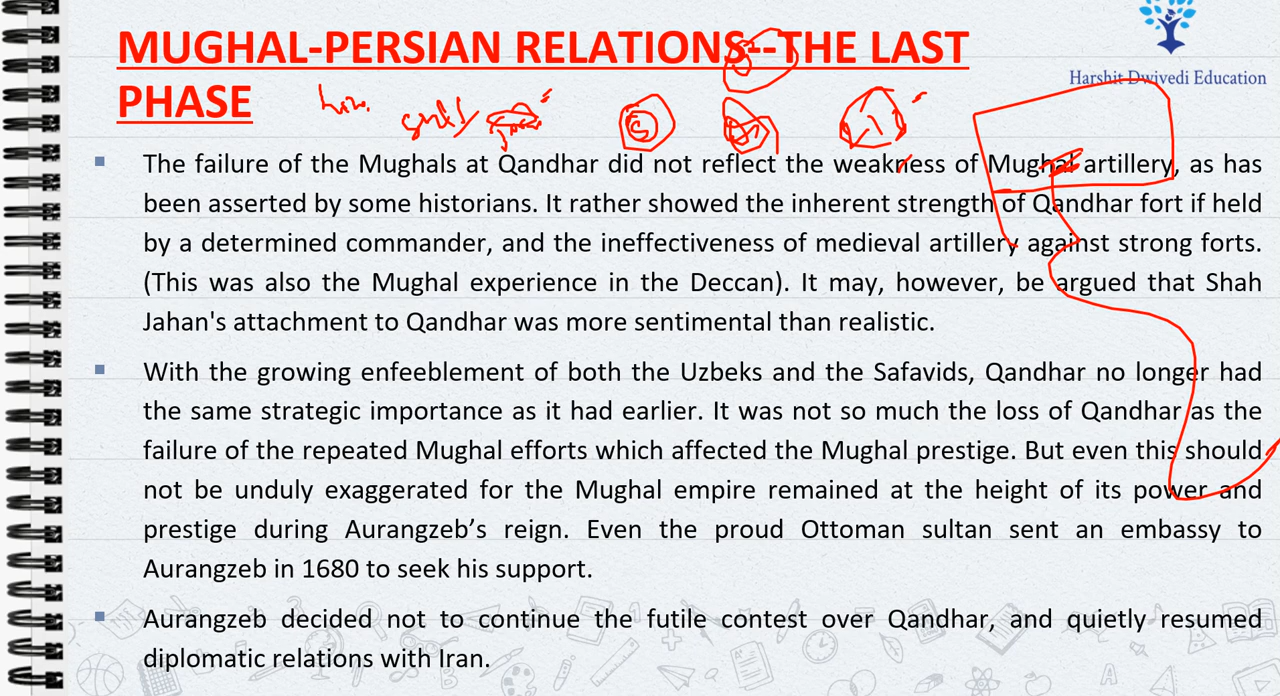 MUGHAL-PERSIAN RELATIONS--THE LAST
PHASE
Harshit Dwivedi Education
The failure of the Mughals at Qandhar did not reflect the weakness of Mughal artillery, as has
been asserted by some historians. It rather showed the inherent strength of Qandhar fort if held
by a determined commander, and the ineffectiveness of medieval artillery against strong forts.
(This was also the Mughal experience in the Deccan). It may, however, be argued that Shah
Jahan's attachment to Qandhar was more sentimental than realistic.
With the growing enfeeblement of both the Uzbeks and the Safavids, Qandhar no longer had
the same strategic importance as it had earlier. It was not so much the loss of Qandhar as the
failure of the repeated Mughal efforts which affected the Mughal prestige. But even this should
not be unduly exaggerated for the Mughal empire remained at the height of its power and
prestige during Aurangzeb’s reign. Even the proud Ottoman sultan sent an embassy to
Aurangzeb in 1680 to seek his support.
Aurangzeb decided not to continue the futile contest over Qandhar, and quietly resumed
diplomatic relations with Iran.